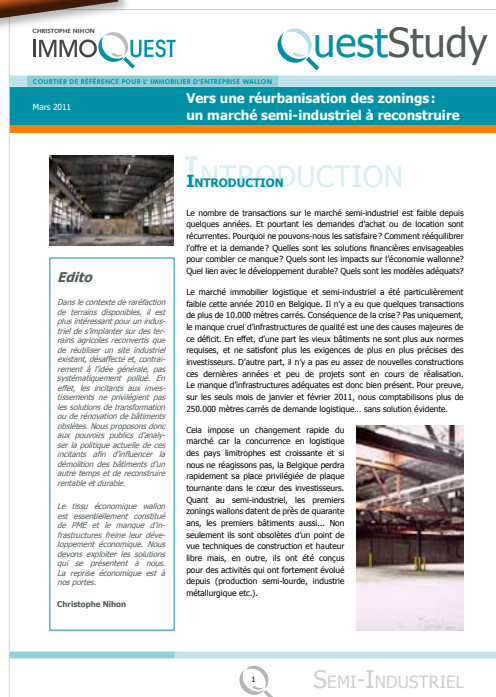 CHRISTOPHE NIHON
IMMOQUEST
QuestStudy
COURTIER DE RÉFÉRENCE POUR L' IMMOBILIER D'ENTREPRISE WALLON
Mars 2011
Vers une réurbanisation des zonings :
un marché semi-industriel à reconstruire
INTRODUCTION
INTRODUCTION
Le nombre de transactions sur le marché semi-industriel est faible depuis
quelques années. Et pourtant les demandes d'achat ou de location sont
récurrentes. Pourquoi ne pouvons-nous les satisfaire ? Comment rééquilibrer
l'offre et la demande ? Quelles sont les solutions financières envisageables
pour combler ce manque ? Quels sont les impacts sur l'économie wallonne?
Quel lien avec le développement durable? Quels sont les modèles adéquats?
Le marché immobilier logistique et semi-industriel a été particulièrement
faible cette année 2010 en Belgique. Il n'y a eu que quelques transactions
de plus de 10.000 mètres carrés. Conséquence de la crise ? Pas uniquement,
le manque cruel d'infrastructures de qualité est une des causes majeures de
ce déficit. En effet, d'une part les vieux bâtiments ne sont plus aux normes
requises, et ne satisfont plus les exigences de plus en plus précises des
investisseurs. D'autre part, il n'y a pas eu assez de nouvelles constructions
ces dernières années et peu de projets sont en cours de réalisation.
Le manque d'infrastructures adéquates est donc bien présent. Pour preuve,
sur les seuls mois de janvier et février 2011, nous comptabilisons plus de
250.000 mètres carrés de demande logistique... sans solution évidente.
Cela impose un changement rapide du
marché car la concurrence en logistique
des pays limitrophes est croissante et si
nous ne réagissons pas, la Belgique perdra
rapidement sa place privilégiée de plaque
tournante dans le cœur des investisseurs.
Quant au semi-industriel, les premiers
zonings wallons datent de près de quarante
ans, les premiers bâtiments aussi... Non
seulement ils sont obsolètes d'un point de
vue techniques de construction et hauteur
libre mais, en outre, ils ont été conçus
pour des activités qui ont fortement évolué
depuis (production semi-lourde, industrie
métallurgique etc.).
Edito
Dans le contexte de raréfaction
de terrains disponibles, il est
plus intéressant pour un indus-
triel de s'implanter sur des ter-
rains agricoles reconvertis que
de réutiliser un site industriel
existant, désaffecté et, contrai-
rement à l'idée générale, pas
systématiquement pollué. En
effet, les incitants aux inves-
tissements ne privilégient pas
les solutions de transformation
ou de rénovation de bâtiments
obsolètes. Nous proposons donc
aux pouvoirs publics d'analy-
ser la politique actuelle de ces
incitants afin d'influencer la
démolition des bâtiments d'un
autre temps et de reconstruire
rentable et durable.
Le tissu économique wallon
est essentiellement constitué
de PME et le manque d'in-
frastructures freine leur déve-
loppement économique. Nous
devons exploiter les solutions
qui se présentent à nous.
La reprise économique est à
nos portes.
Christophe Nihon
1
SEMI-INDUSTRIEL